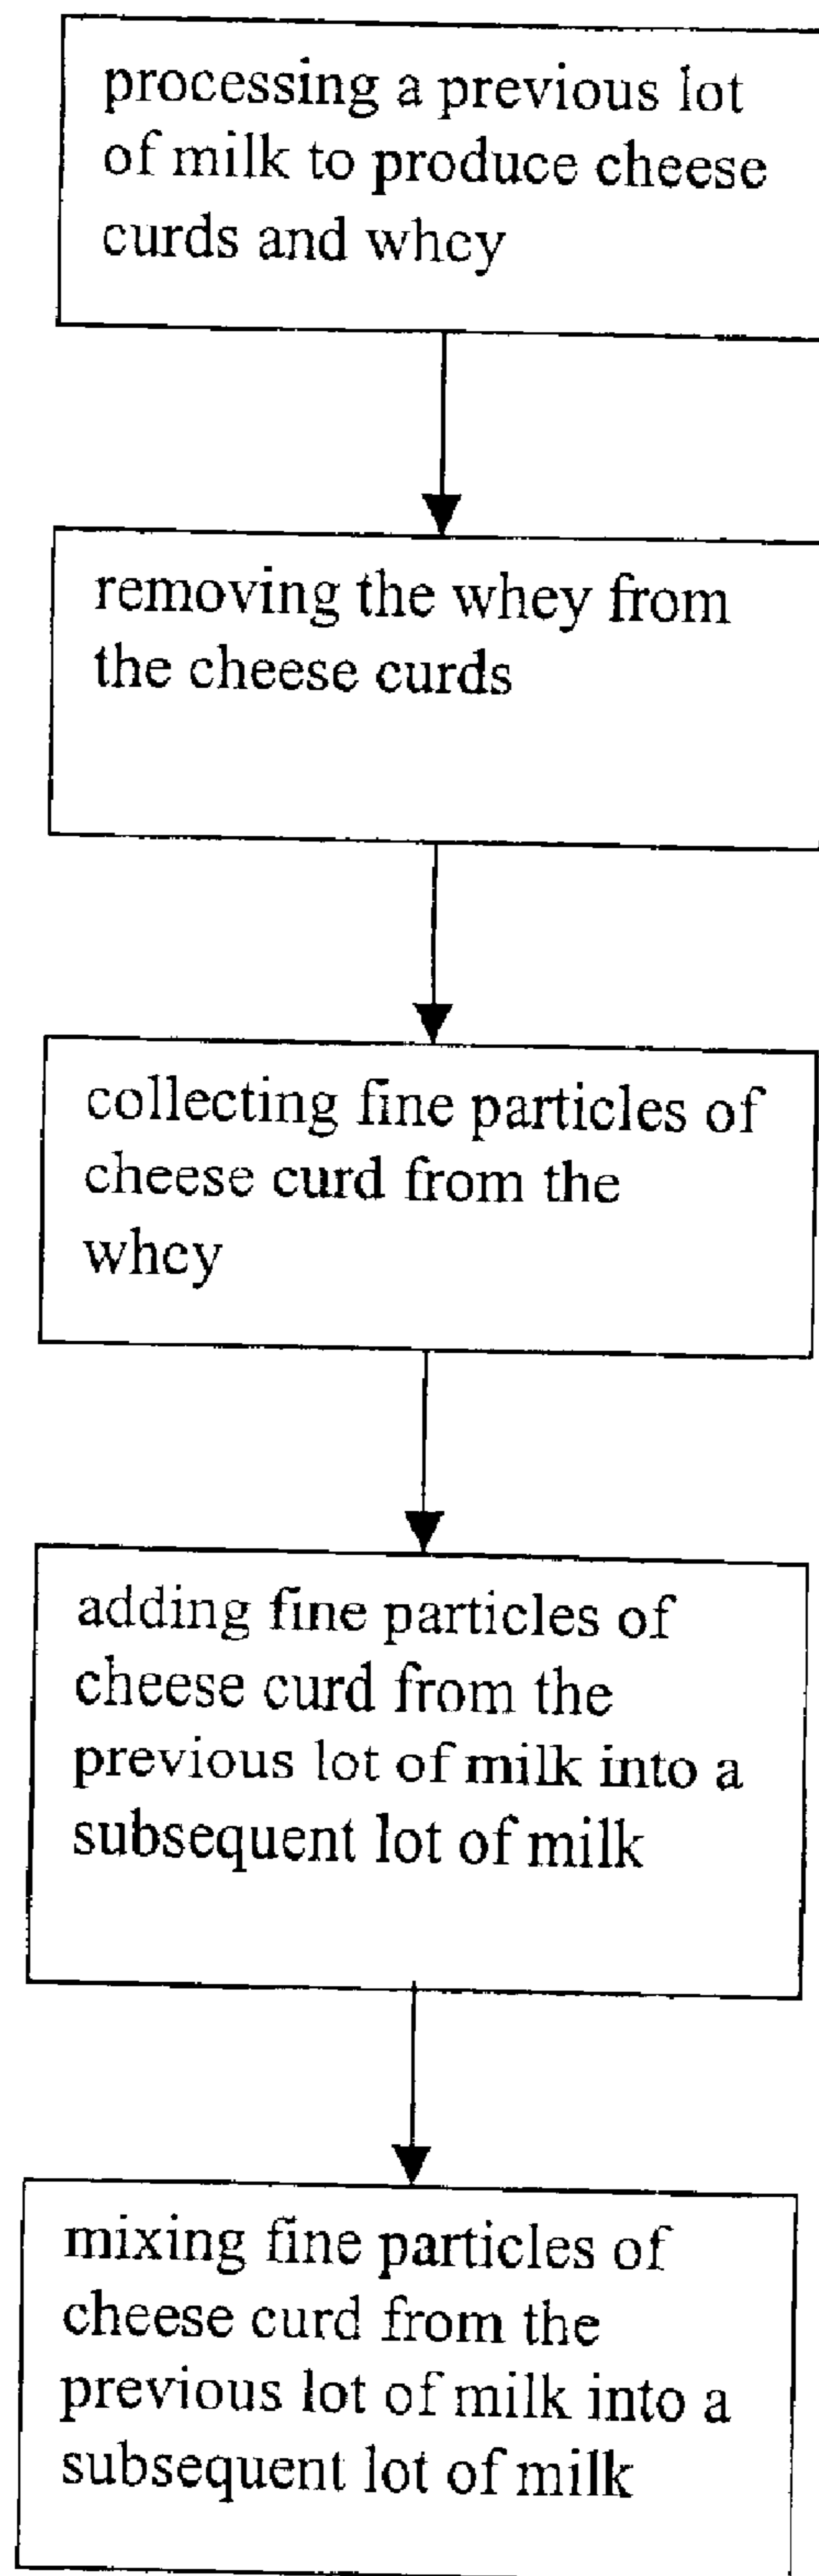 processing a previous lot
of milk to produce cheese
curds and whey
removing the whey from
the cheese curds
collecting fine particles of
cheese curd from the
whey
adding fine particles of
cheese curd from the
previous lot of milk into a
subsequent lot of milk
mixing fine particles of
cheese curd from the
previous lot of milk into a
subsequent lot of milk